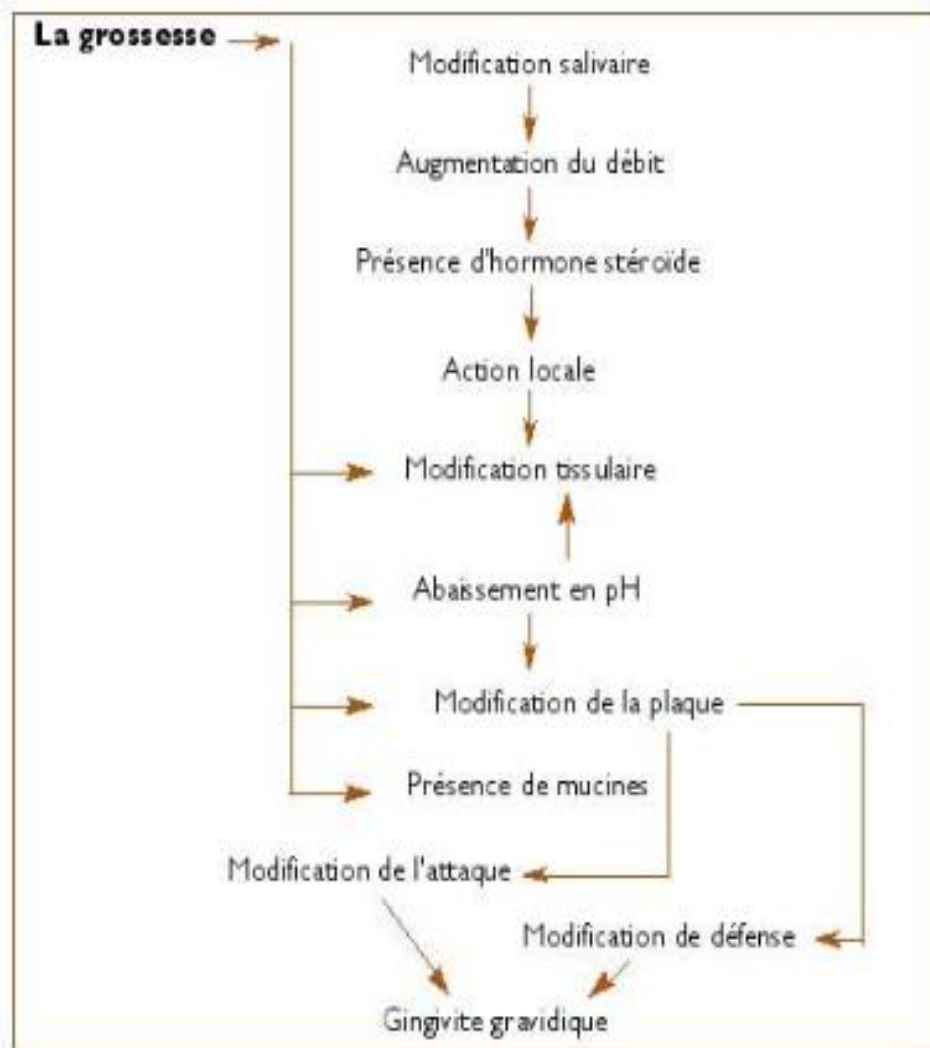 La grossesse
Modification salivaire
Augmentation du débit
Présence d'hormone stéroïde
Action locale
Modification tissulaire
Abaissement en pH
Modification de la plaque
Présence de mucines
Modification de l'attaque
Modification de défense
Gingivite gravidique